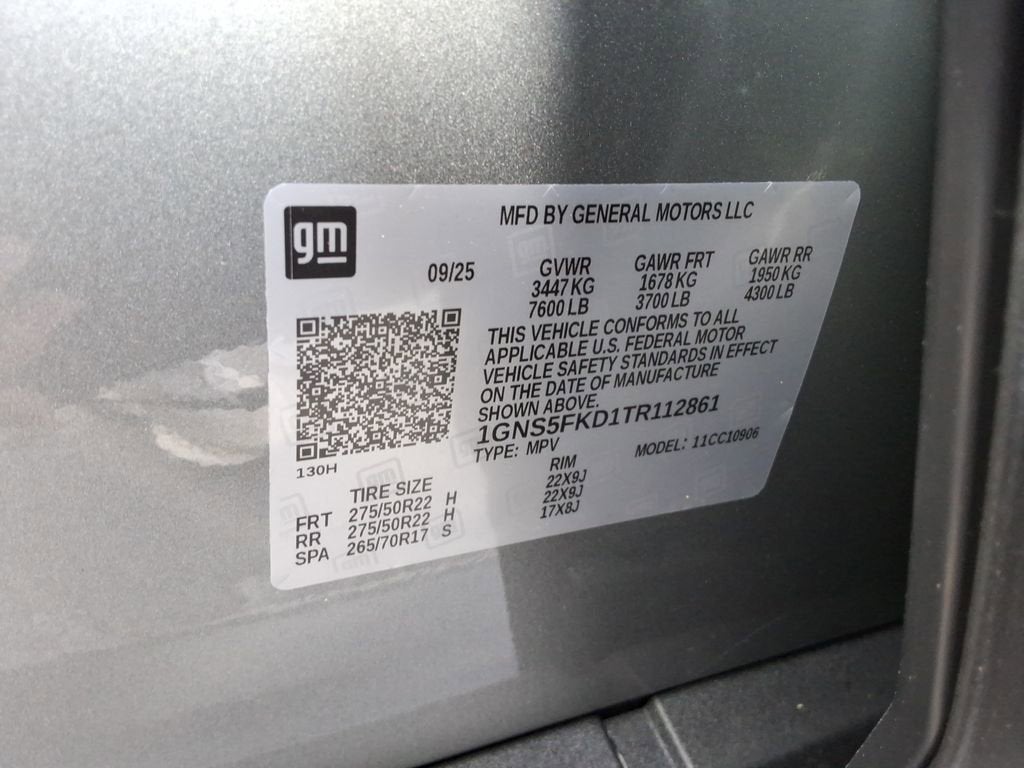 gm
MFD BY GENERAL MOTORS LLC
09/25
GVWR GAWR FRT GAWR RR
3447 KG 1678 KG 1950 KG
7600 LB 3700 LB 4300 LB
THIS VEHICLE CONFORMS TO ALL
APPLICABLE U.S. FEDERAL MOTOR
VEHICLE SAFETY STANDARDS IN EFFECT
ON THE DATE OF MANUFACTURE
SHOWN ABOVE.
1GNS5FKD1TR112861
TYPE: MPV MODEL: 11CC10906
130H
TIRE SIZE RIM
FRT 275/50R22 H 22X9J
RR 275/50R22 H 22X9J
SPA 265/70R17 S 17X8J